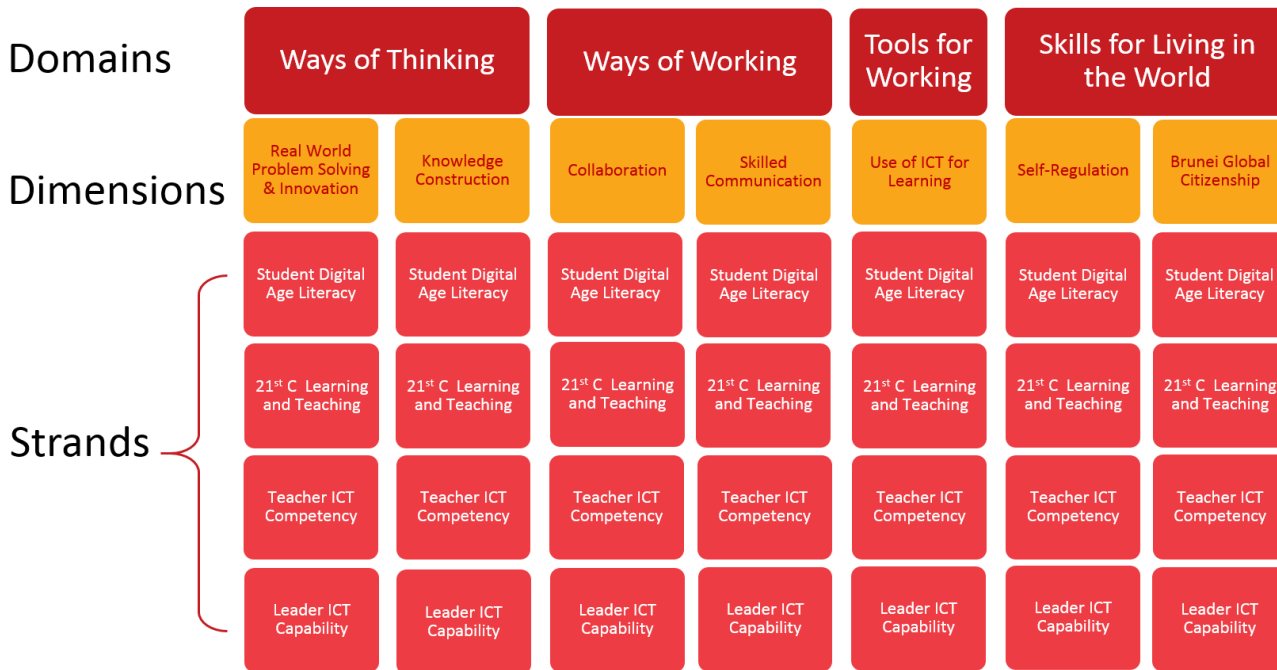 Domains
Ways of Thinking
Ways of Working
Tools for
Working
Skills for Living in
the World
Dimensions
Real World
Problem Solving
& Innovation
Knowledge
Construction
Collaboration
Skilled
Communication
Use of ICT for
Learning
Self-Regulation
Brunei Global
Citizenship
Strands
Student Digital
Age Literacy
Student Digital
Age Literacy
Student Digital
Age Literacy
Student Digital
Age Literacy
Student Digital
Age Literacy
Student Digital
Age Literacy
Student Digital
Age Literacy
21st C Learning
and Teaching
21st C Learning
and Teaching
21st C Learning
and Teaching
21st C Learning
and Teaching
21st C Learning
and Teaching
21st C Learning
and Teaching
21st C Learning
and Teaching
Teacher ICT
Competency
Teacher ICT
Competency
Teacher ICT
Competency
Teacher ICT
Competency
Teacher ICT
Competency
Teacher ICT
Competency
Teacher ICT
Competency
Leader ICT
Capability
Leader ICT
Capability
Leader ICT
Capability
Leader ICT
Capability
Leader ICT
Capability
Leader ICT
Capability
Leader ICT
Capability